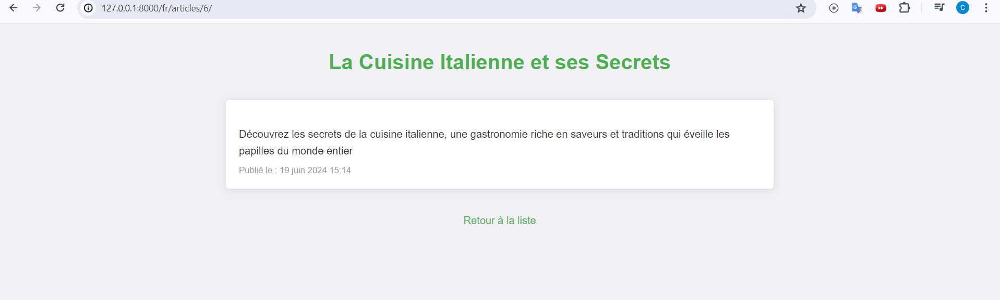 127.0.0.1:8000/fr/articles/6/
C
La Cuisine Italienne et ses Secrets
Découvrez les secrets de la cuisine italienne, une gastronomie riche en saveurs et traditions qui éveille les
papilles du monde entier
Publié le : 19 juin 2024 15:14
Retour à la liste